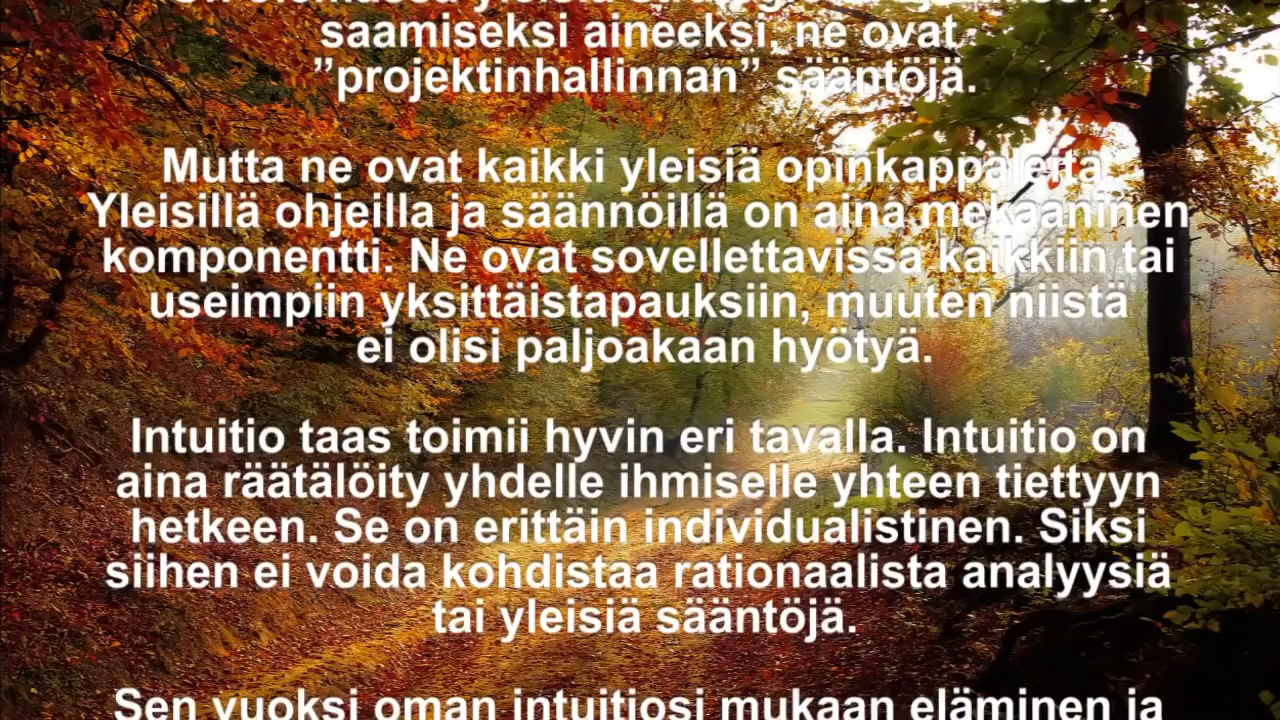 saamiseksi aineeksi, ne ovat
”projektinhallinnan” sääntöjä.
Mutta ne ovat kaikki yleisiä opinkappaleita.
Yleisillä ohjeilla ja säännöillä on aina mekaaninen
komponentti. Ne ovat sovellettavissa kaikkiin tai
useimpiin yksittäistapauksiin, muuten niistä
ei olisi paljoakaan hyötyä.
Intuitio taas toimii hyvin eri tavalla. Intuitio on
aina räätälöity yhdelle ihmiselle yhteen tiettyyn
hetkeen. Se on erittäin individualistinen. Siksi
siihen ei voida kohdistaa rationaalista analyysiä
tai yleisiä sääntöjä.
Sen vuoksi oman intuitiosi mukaan eläminen ja